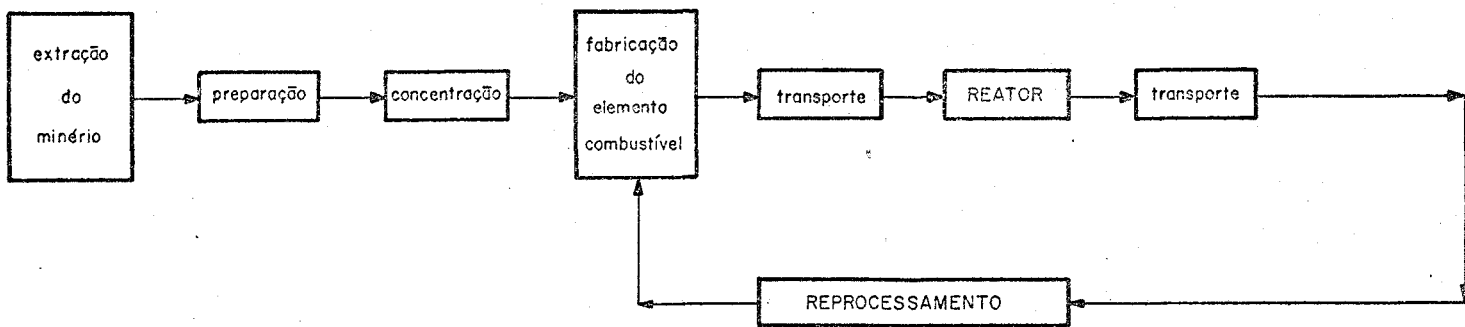 extração
do
minério
preparação
concentração
fabricação
do
elemento
combustível
transporte
REATOR
transporte
REPROCESSAMENTO